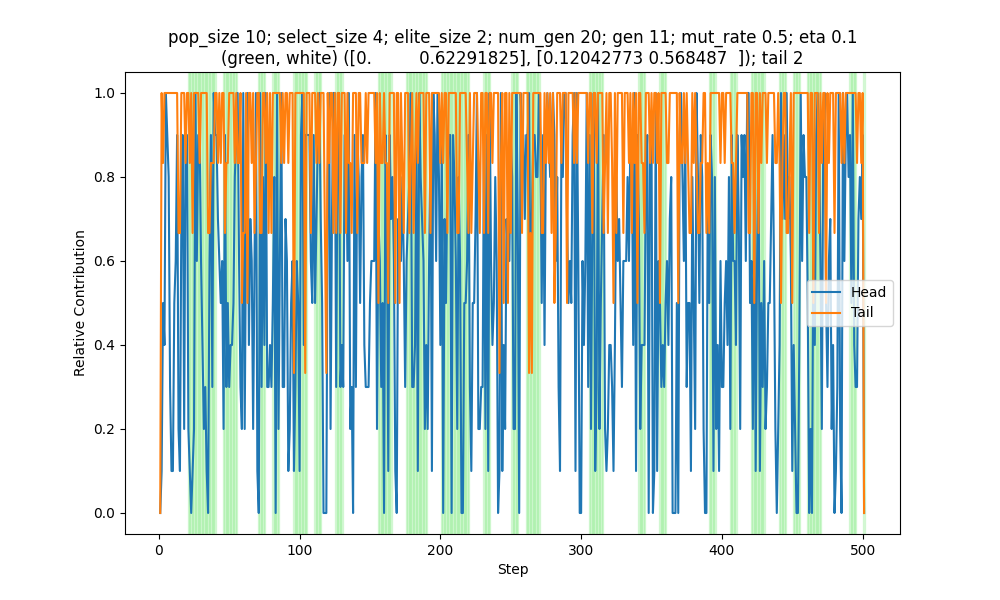 pop_size 10; select_size 4; elite_size 2; num_gen 20; gen 11; mut_rate 0.5; eta 0.1
(green, white) ([0.         0.62291825], [0.12042773 0.568487  ]); tail 2
1.0
0.8
0.6
0.4
0.2
0.0
Relative Contribution
Head
Tail
0
100
200
300
400
500
Step